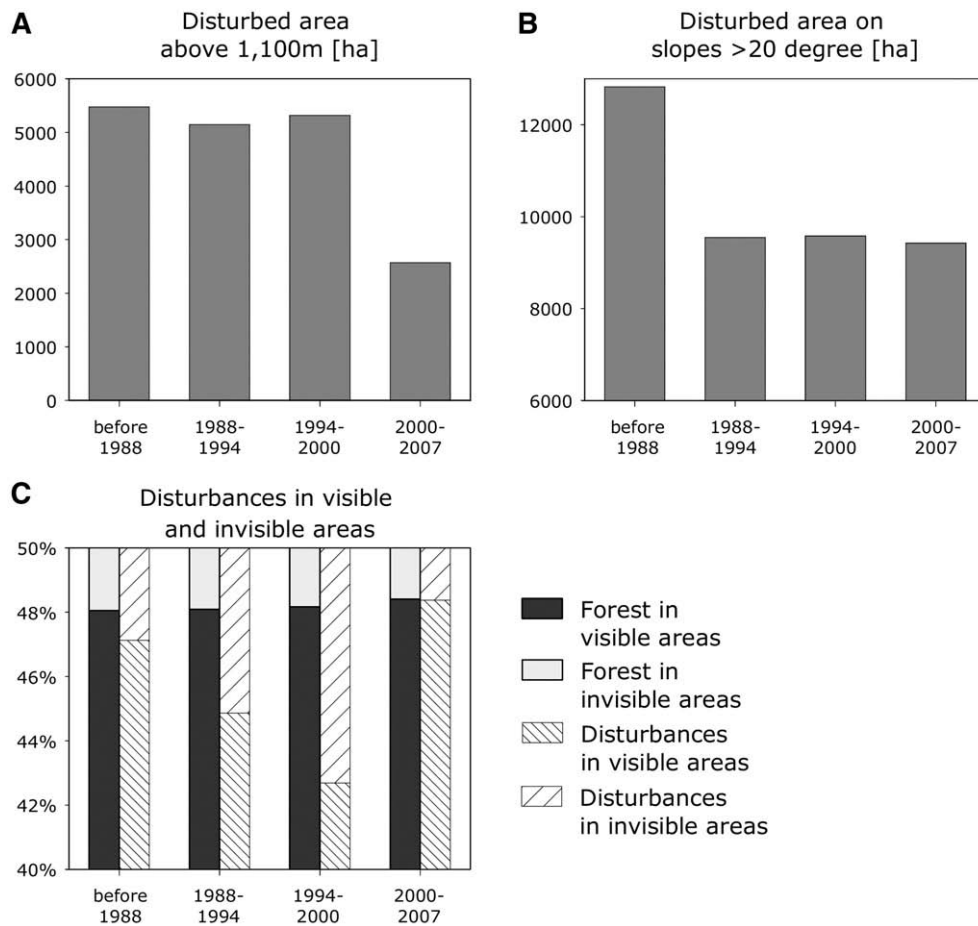 A
Disturbed area
above 1,100m [ha]
6000
5000
4000
3000
2000
1000
0
before
1988
1988-
1994
1994-
2000
2000-
2007
B
Disturbed area on
slopes >20 degree [ha]
12000
10000
8000
6000
before
1988
1988-
1994
1994-
2000
2000-
2007
C
Disturbances in visible
and invisible areas
50%
48%
46%
44%
42%
40%
before
1988
1988-
1994
1994-
2000
2000-
2007
Forest in
visible areas
Forest in
invisible areas
Disturbances
in visible areas
Disturbances
in invisible areas